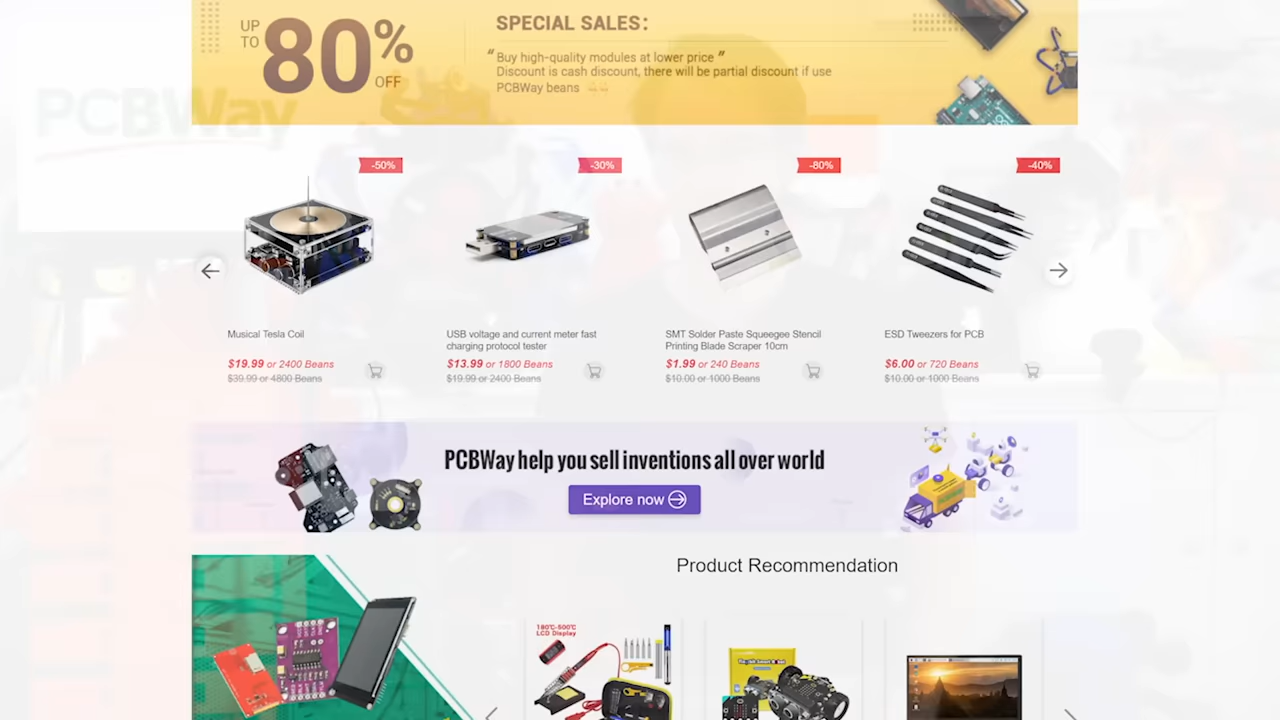 UP
TO
80%
OFF
SPECIAL SALES:
“ Buy high-quality modules at lower price ”
Discount is cash discount, there will be partial discount if use
PCBWay beans
PCBWay
-50%
-30%
-80%
-40%
Musical Tesla Coil
$19.99 or 2400 Beans
$39.99 or 4800 Beans
USB voltage and current meter fast
charging protocol tester
$13.99 or 1800 Beans
$19.99 or 2400 Beans
SMT Solder Paste Squeegee Stencil
Printing Blade Scraper 10cm
$1.99 or 240 Beans
$10.00 or 1000 Beans
ESD Tweezers for PCB
$6.00 or 720 Beans
$10.00 or 1000 Beans
PCBWay help you sell inventions all over world
Explore now
Product Recommendation
180℃-500℃
LCD Display